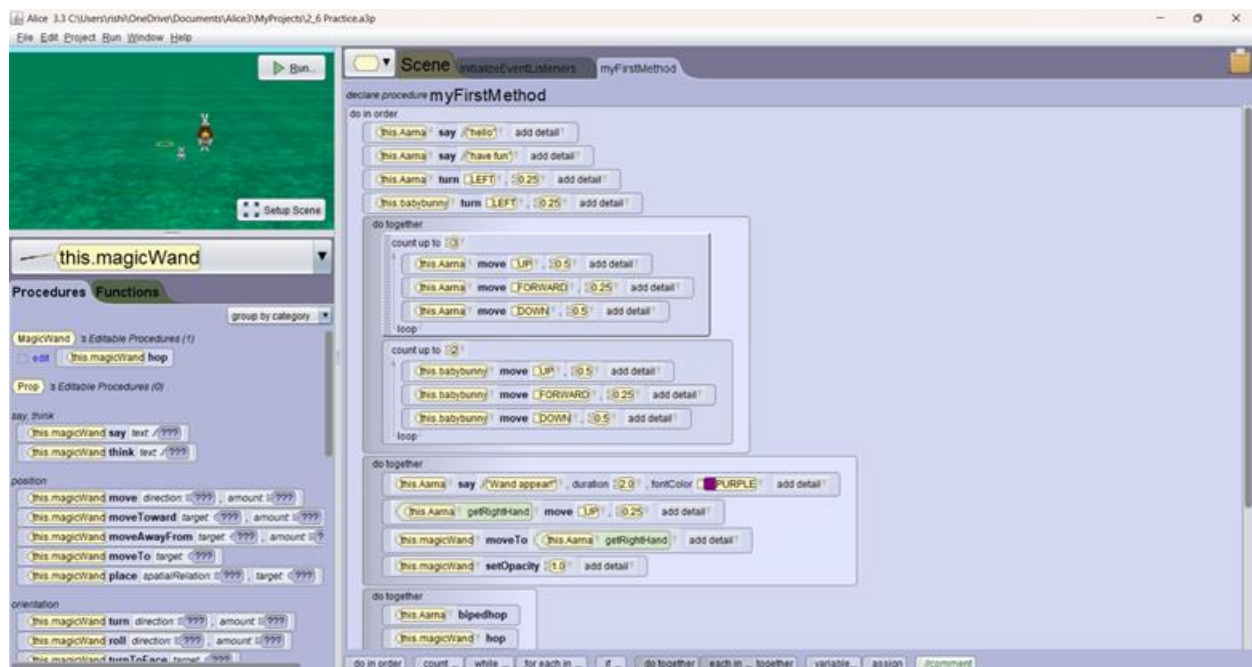 Alice 3.3 C:\Users\rishi\OneDrive\Documents\Alice3\MyProjects\2_6 Practice.a3p
File Edit Project Run Window Help
Run...
Setup Scene
this.magicWand
Procedures Functions
group by category
MagicWand 's Editable Procedures (1)
edit this.magicWand hop
Prop 's Editable Procedures (0)
say, think
this.magicWand say text ???
this.magicWand think text ???
position
this.magicWand move direction ??? , amount ???
this.magicWand moveToward target ??? , amount ???
this.magicWand moveAwayFrom target ??? , amount ?
this.magicWand moveTo target ???
this.magicWand place spatialRelation ??? , target ???
orientation
this.magicWand turn direction ??? , amount ???
this.magicWand roll direction ??? , amount ???
this.magicWand turnToFace target ???
Scene initializeEventListeners myFirstMethod
declare procedure myFirstMethod
do in order
this.Aarna say "hello" add detail
this.Aarna say "have fun" add detail
this.Aarna turn LEFT , 0.25 add detail
this.babybunny turn LEFT , 0.25 add detail
do together
count up to 3
this.Aarna move UP , 0.5 add detail
this.Aarna move FORWARD , 0.25 add detail
this.Aarna move DOWN , 0.5 add detail
loop
count up to 2
this.babybunny move UP , 0.5 add detail
this.babybunny move FORWARD , 0.25 add detail
this.babybunny move DOWN , 0.5 add detail
loop
do together
this.Aarna say "Wand appear!" , duration 2.0 , fontColor PURPLE add detail
this.Aarna getRightHand move UP , 0.25 add detail
this.magicWand moveTo this.Aarna getRightHand add detail
this.magicWand setOpacity 1.0 add detail
do together
this.Aarna bipedhop
this.magicWand hop
do in order count _ while _ for each in _ if _ do together each in _ together variable... assign //comment